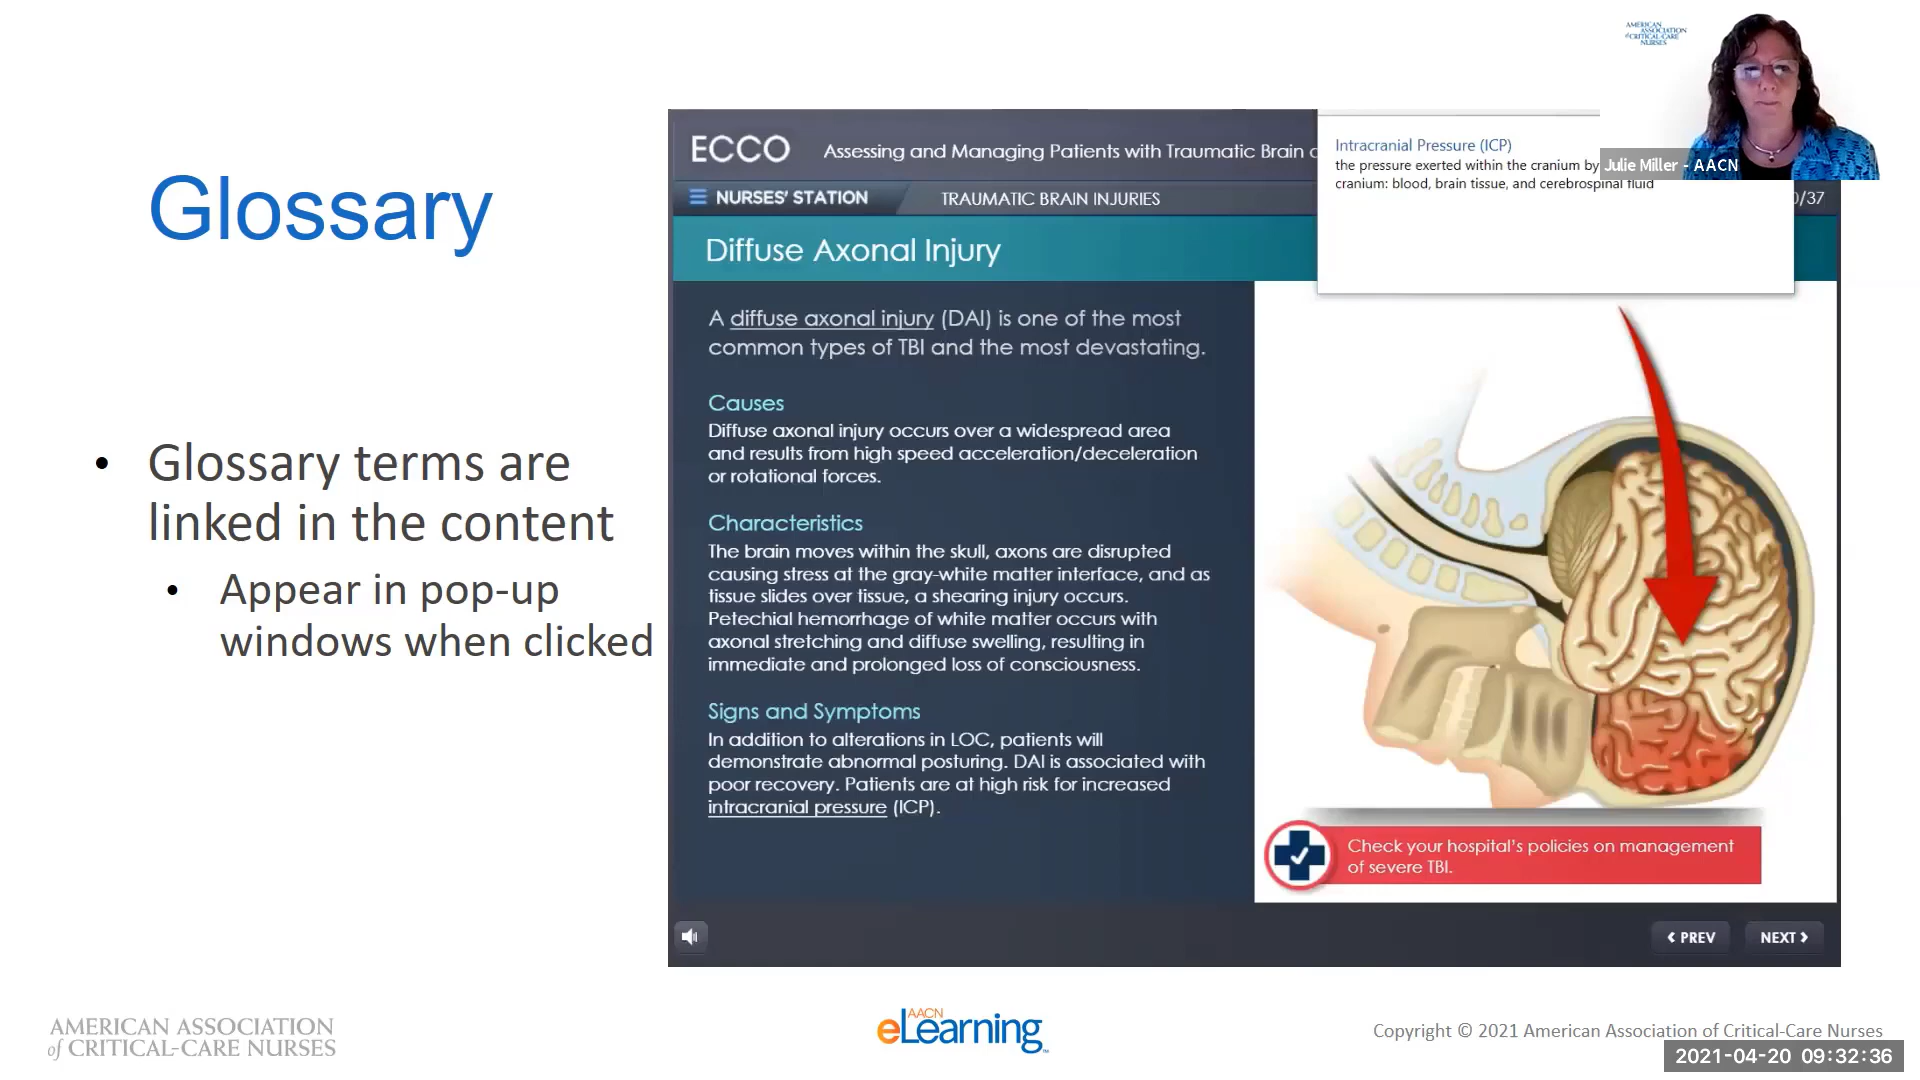 Glossary
• Glossary terms are
linked in the content
• Appear in pop-up
windows when clicked
ECCO
Assessing and Managing Patients with Traumatic Brain
NURSES' STATION
TRAUMATIC BRAIN INJURIES
/37
Diffuse Axonal Injury
A diffuse axonal injury (DAI) is one of the most
common types of TBI and the most devastating.
Causes
Diffuse axonal injury occurs over a widespread area
and results from high speed acceleration/deceleration
or rotational forces.
Characteristics
The brain moves within the skull, axons are disrupted
causing stress at the gray-white matter interface, and as
tissue slides over tissue, a shearing injury occurs.
Petechial hemorrhage of white matter occurs with
axonal stretching and diffuse swelling, resulting in
immediate and prolonged loss of consciousness.
Signs and Symptoms
In addition to alterations in LOC, patients will
demonstrate abnormal posturing. DAI is associated with
poor recovery. Patients are at high risk for increased
intracranial pressure (ICP).
Intracranial Pressure (ICP)
the pressure exerted within the cranium by
cranium: blood, brain tissue, and cerebrospinal fluid
AMERICAN
ASSOCIATION
of CRITICAL-CARE
NURSES
Julie Miller - AACN
Check your hospital's policies on management
of severe TBI.
PREV
NEXT
AMERICAN ASSOCIATION
of CRITICAL-CARE NURSES
AACN
eLearning
Copyright © 2021 American Association of Critical-Care Nurses
2021-04-20 09:32:36